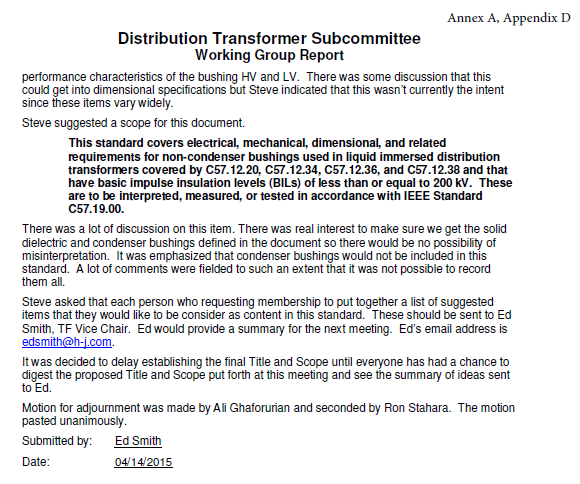 Annex A, Appendix D
Distribution Transformer Subcommittee
Working Group Report
performance characteristics of the bushing HV and LV.  There was some discussion that this
could get into dimensional specifications but Steve indicated that this wasn't currently the intent
since these items vary widely.
Steve suggested a scope for this document.
This standard covers electrical, mechanical, dimensional, and related
requirements for non-condenser bushings used in liquid immersed distribution
transformers covered by C57.12.20, C57.12.34, C57.12.36, and C57.12.38 and that
have basic impulse insulation levels (BILs) of less than or equal to 200 kV.  These
are to be interpreted, measured, or tested in accordance with IEEE Standard
C57.19.00.
There was a lot of discussion on this item. There was real interest to make sure we get the solid
dielectric and condenser bushings defined in the document so there would be no possibility of
misinterpretation.  It was emphasized that condenser bushings would not be included in this
standard.  A lot of comments were fielded to such an extent that it was not possible to record
them all.
Steve asked that each person who requesting membership to put together a list of suggested
items that they would like to be consider as content in this standard.  These should be sent to Ed
Smith, TF Vice Chair.  Ed would provide a summary for the next meeting.  Ed's email address is
edsmith@h-j.com.
It was decided to delay establishing the final Title and Scope until everyone has had a chance to
digest the proposed Title and Scope put forth at this meeting and see the summary of ideas sent
to Ed.
Motion for adjournment was made by Ali Ghaforurian and seconded by Ron Stahara.  The motion
pasted unanimously.
Submitted by: Ed Smith
Date: 04/14/2015